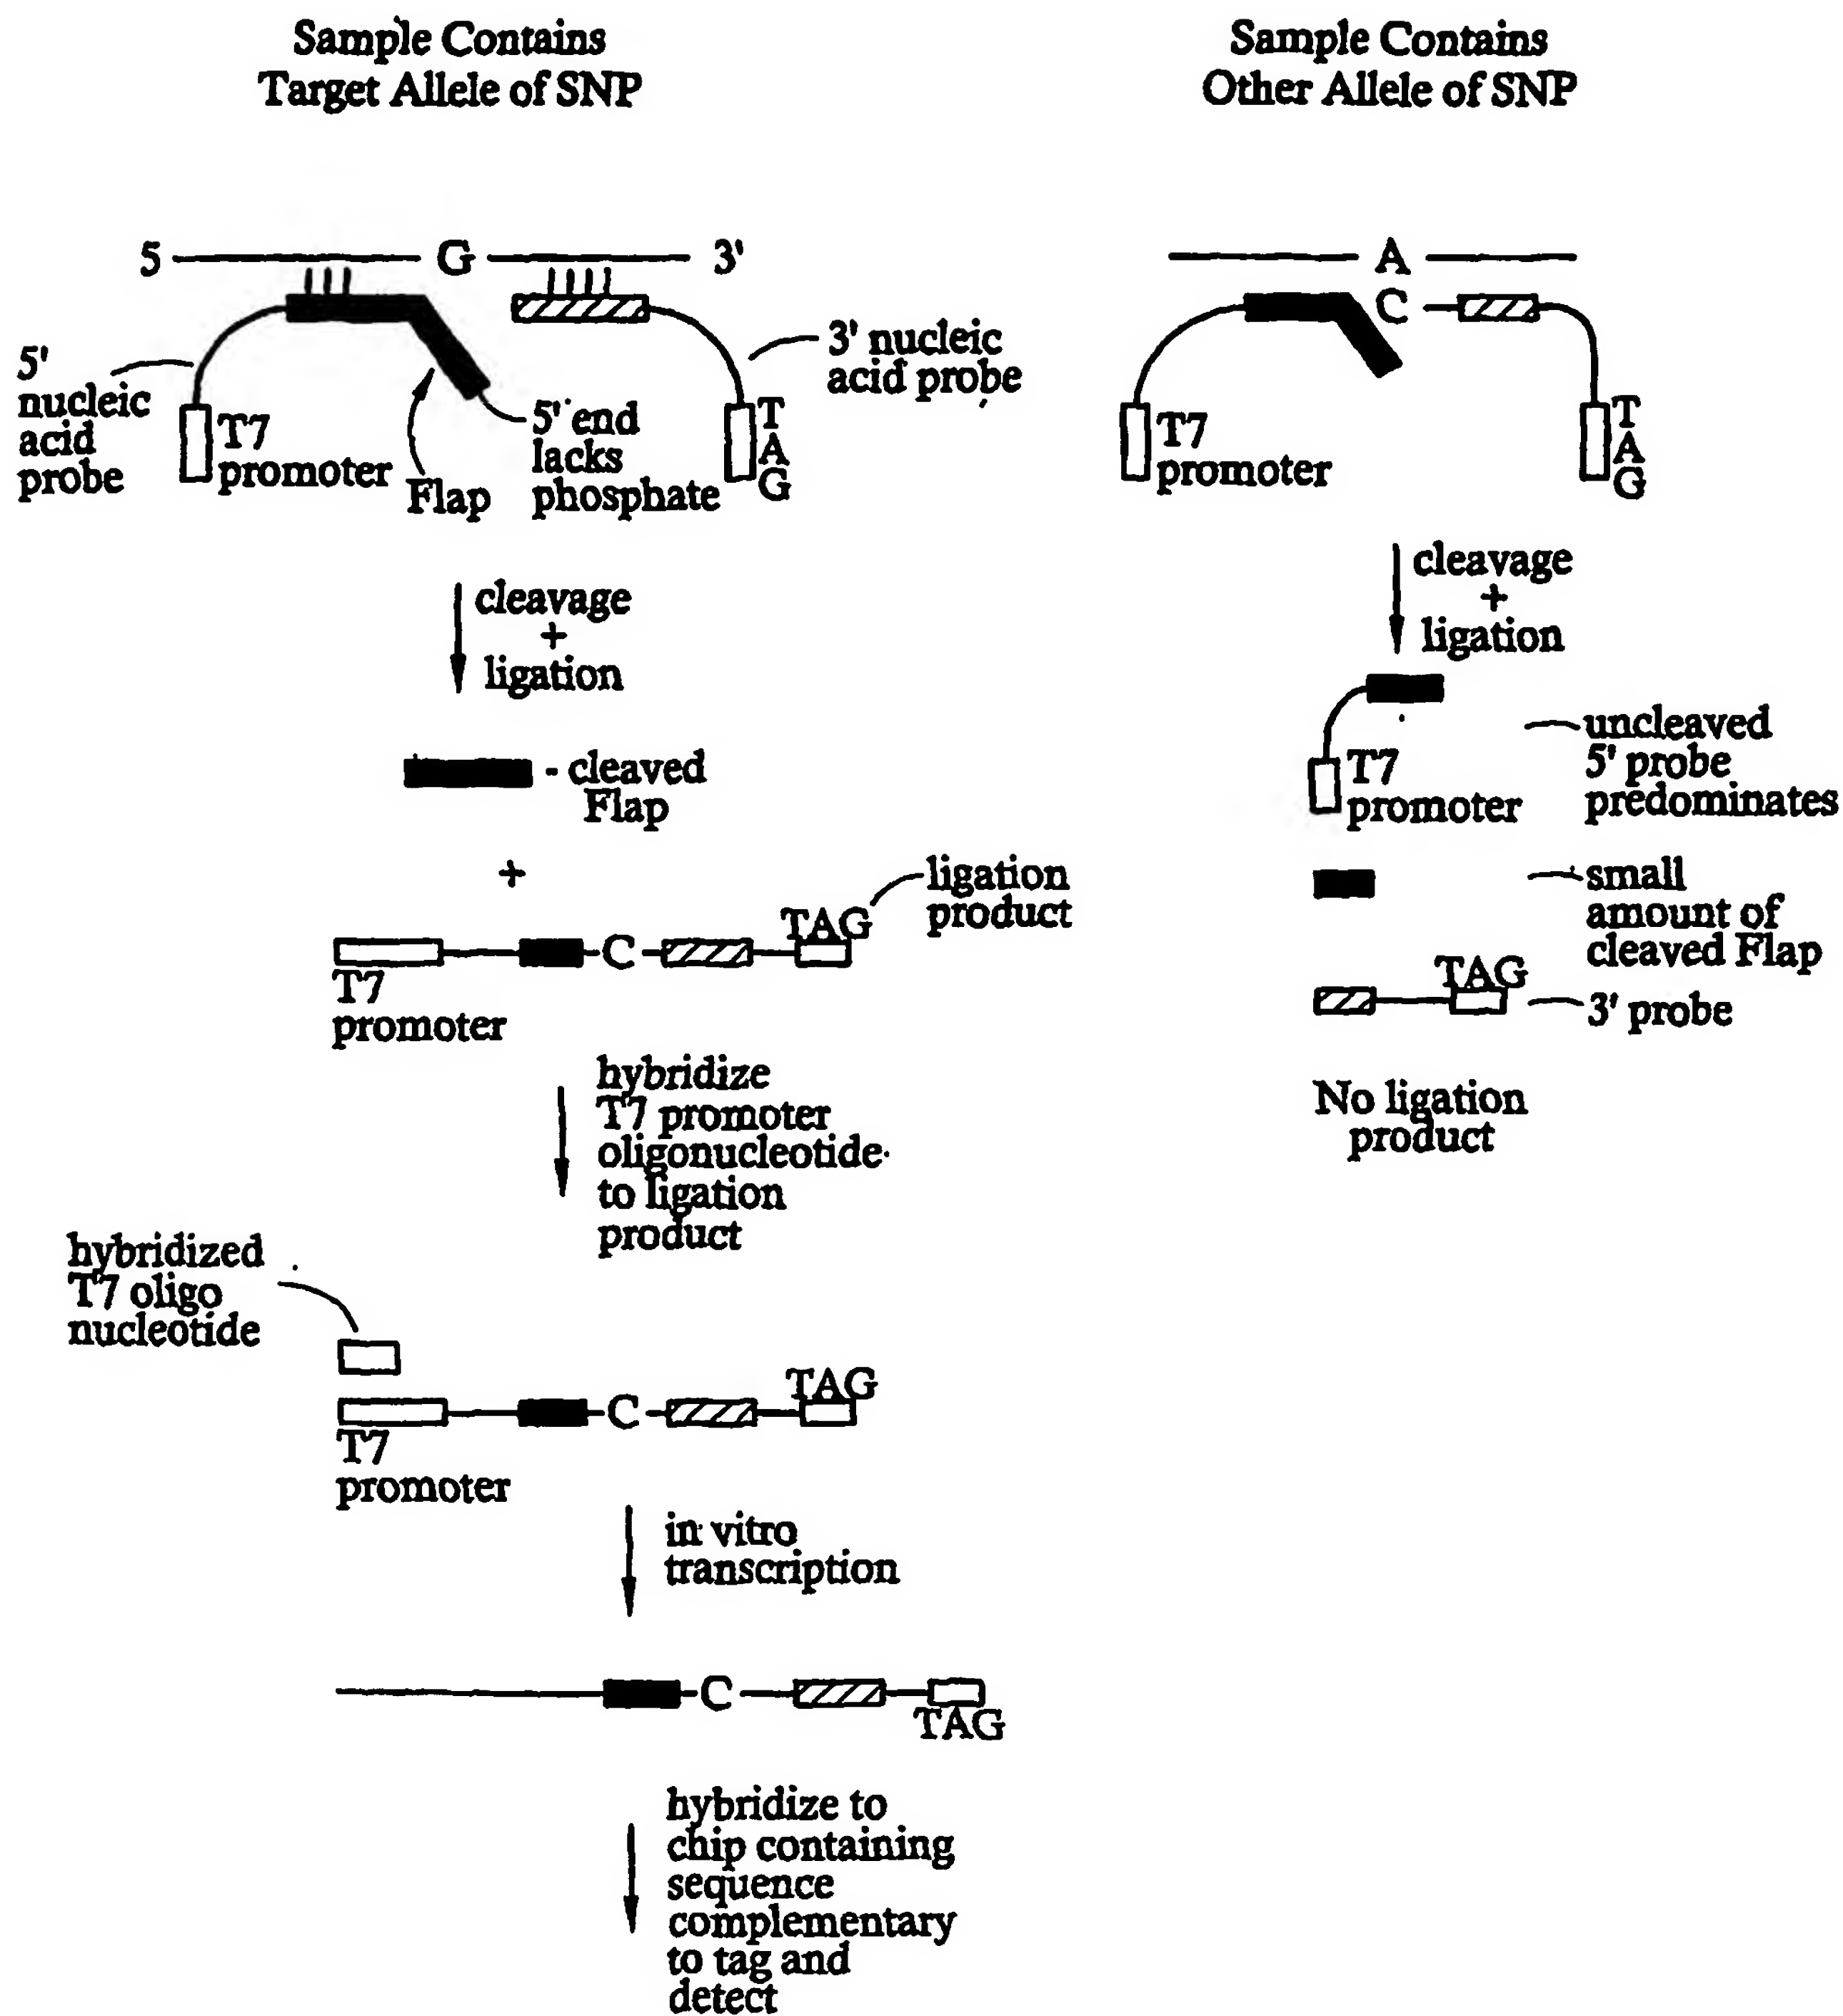 Sample Contains
Target Allele of SNP
Sample Contains
Other Allele of SNP
5
G
3'
5'
nucleic
acid
probe
T7
promoter
Flap
5' end
lacks
phosphate
3' nucleic
acid probe
T
A
G
A
C
T7
promoter
T
A
G
cleavage
+
ligation
- cleaved
Flap
+
ligation
product
TAG
C
T7
promoter
cleavage
+
ligation
T7
promoter
uncleaved
5' probe
predominates
small
amount of
cleaved Flap
TAG
3' probe
No ligation
product
hybridize
T7 promoter
oligonucleotide
to ligation
product
hybridized
T7 oligo
nucleotide
TAG
C
T7
promoter
in vitro
transcription
C
TAG
hybridize to
chip containing
sequence
complementary
to tag and
detect